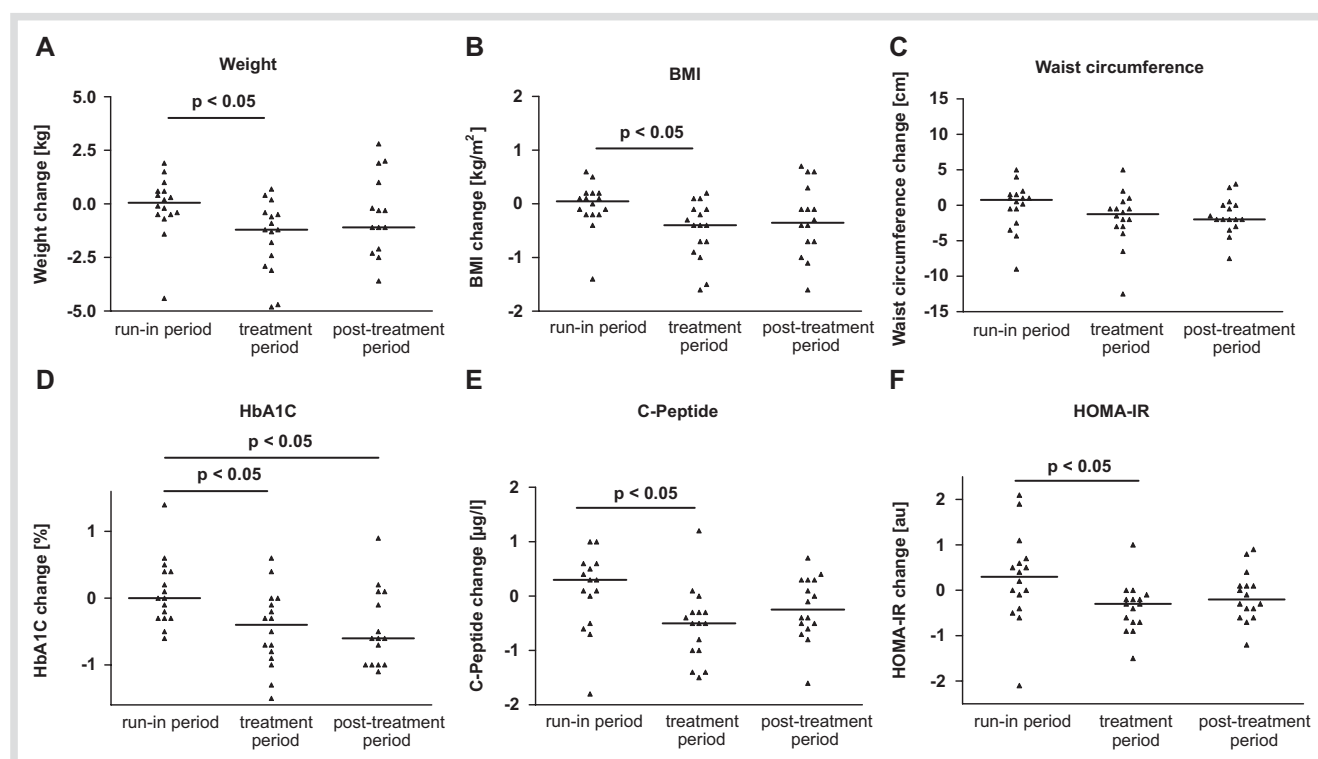 A
Weight
p < 0.05
Weight change [kg]
5.0
2.5
0.0
-2.5
-5.0
run-in period
treatment
period
post-treatment
period
B
BMI
p < 0.05
BMI change [kg/m²]
2
1
0
-1
-2
run-in period
treatment
period
post-treatment
period
C
Waist circumference
Waist circumference change [cm]
15
10
5
0
-5
-10
-15
run-in period
treatment
period
post-treatment
period
D
HbA1C
p < 0.05
p < 0.05
HbA1C change [%]
1
0
-1
run-in period
treatment
period
post-treatment
period
E
C-Peptide
p < 0.05
C-Peptide change [µg/l]
2
1
0
-1
-2
run-in period
treatment
period
post-treatment
period
F
HOMA-IR
p < 0.05
HOMA-IR change [au]
2
1
0
-1
-2
run-in period
treatment
period
post-treatment
period